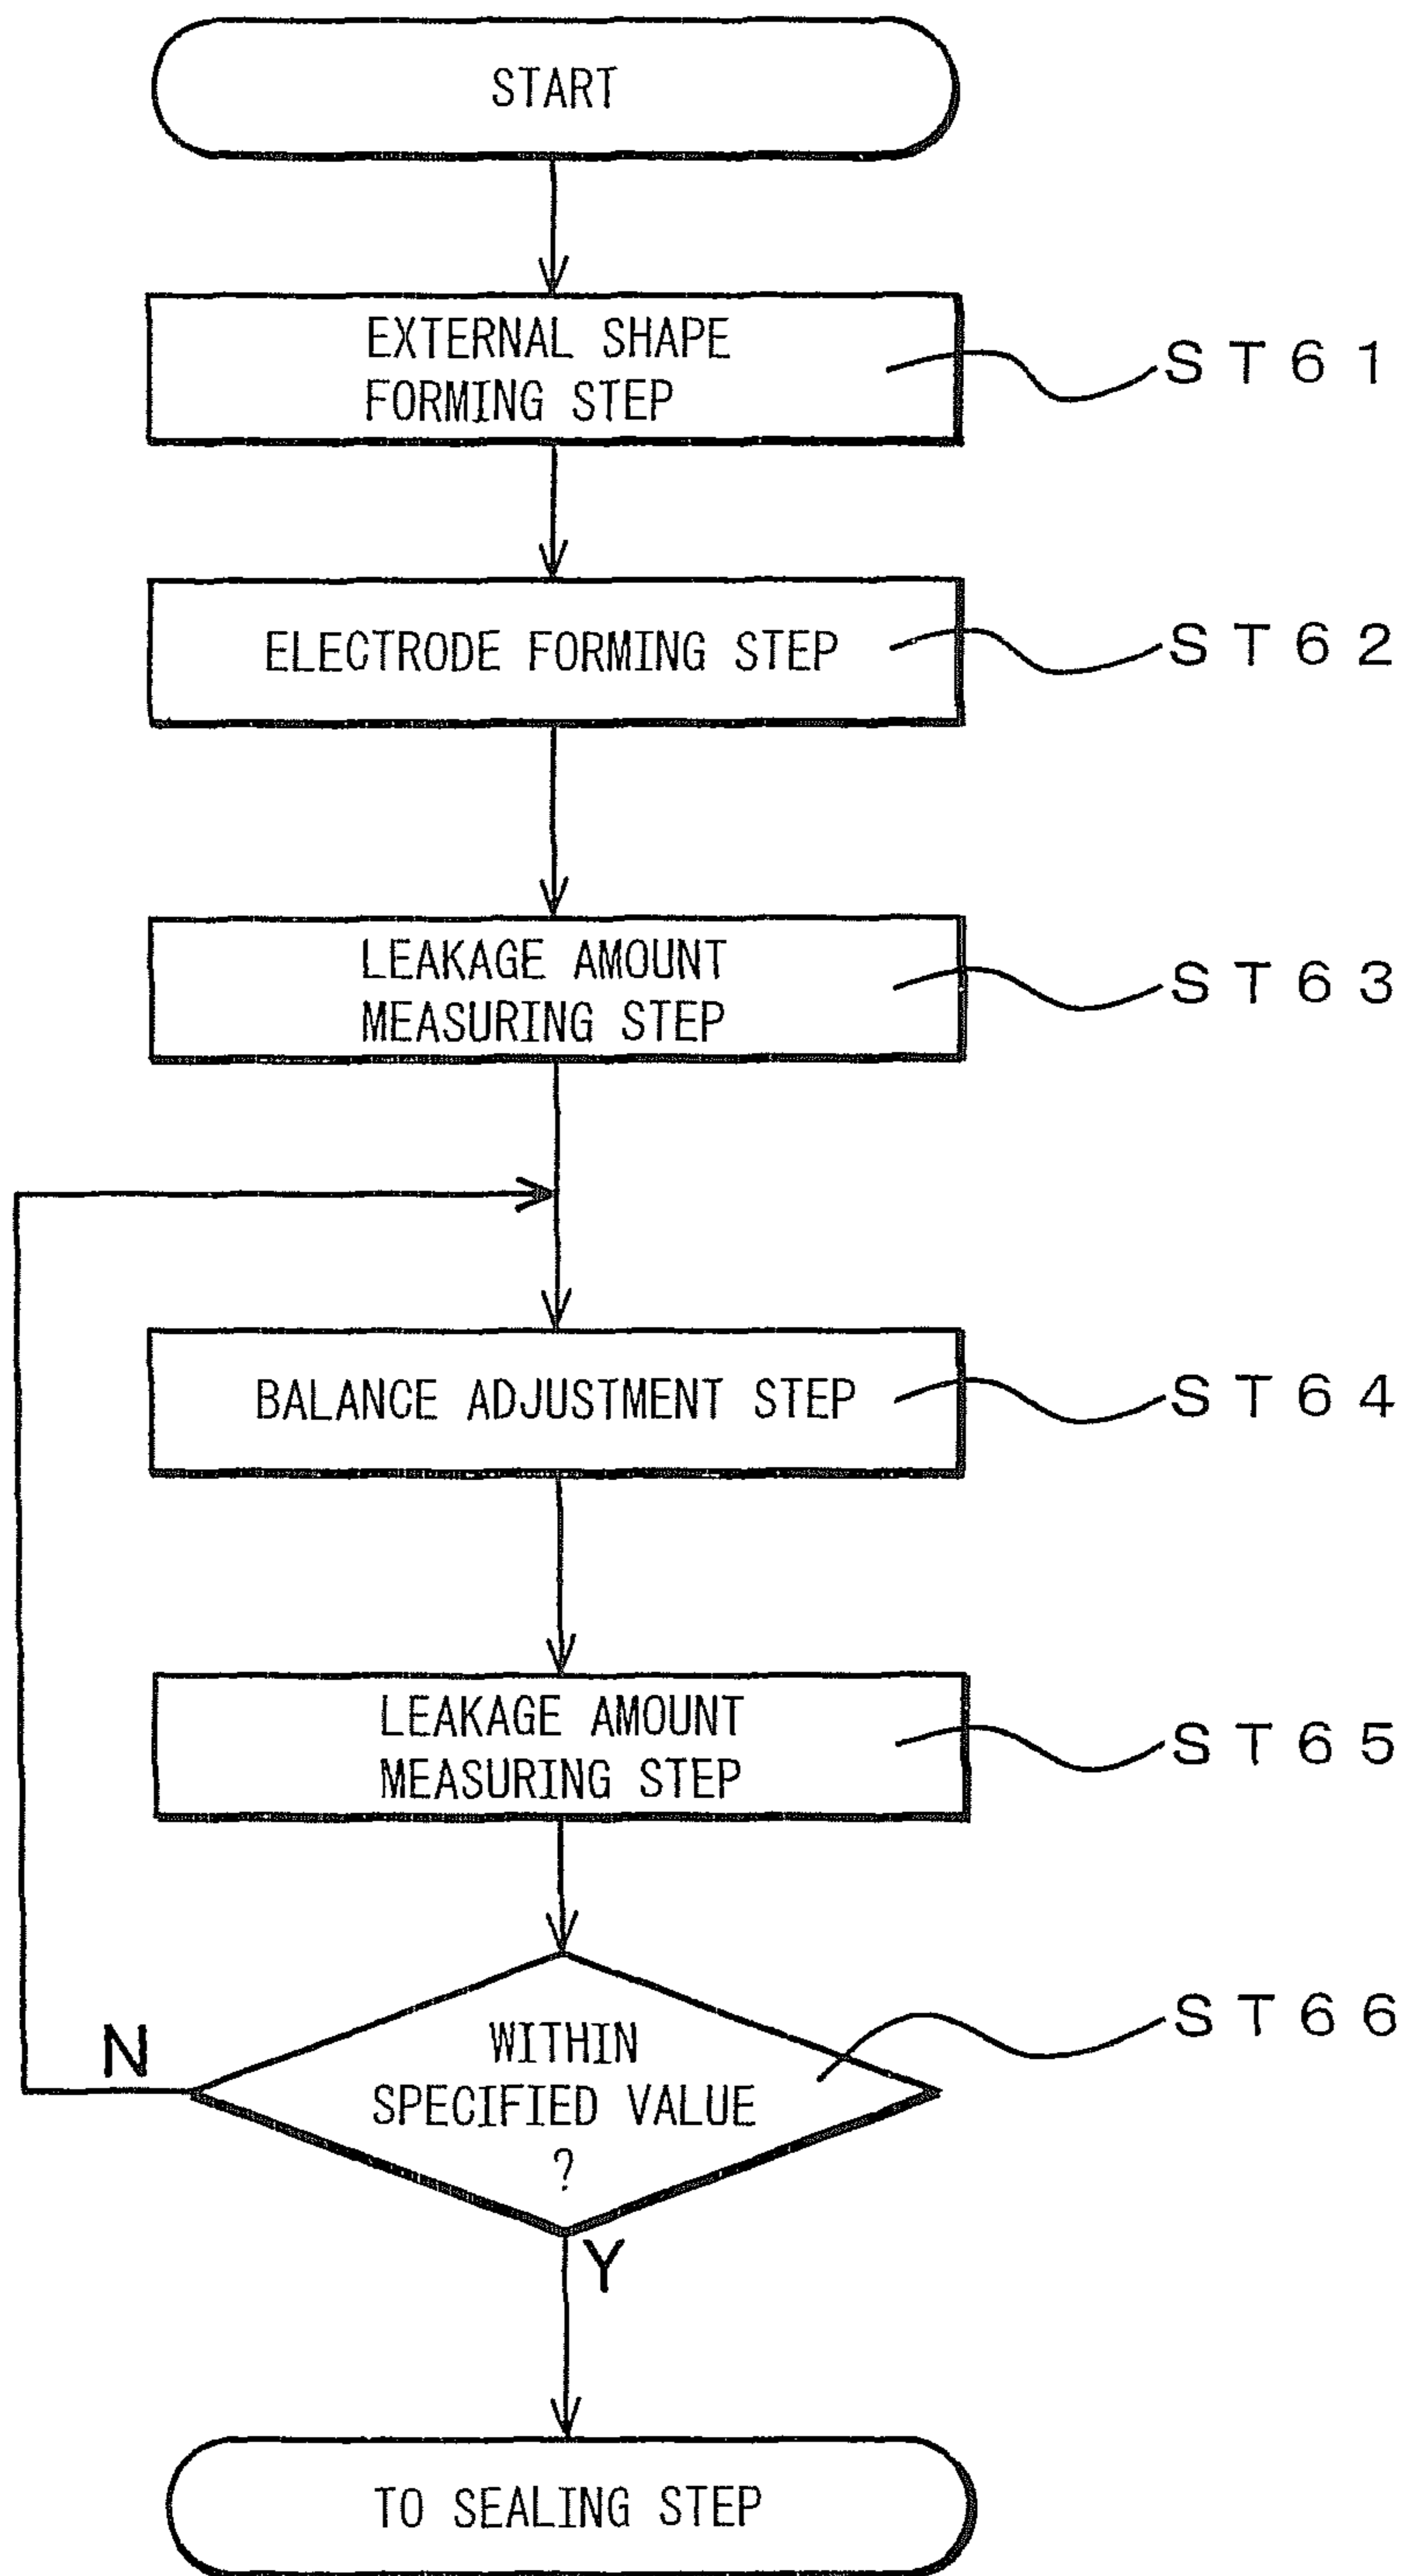 START
EXTERNAL SHAPE
FORMING STEP
ST61
ELECTRODE FORMING STEP
ST62
LEAKAGE AMOUNT
MEASURING STEP
ST63
BALANCE ADJUSTMENT STEP
ST64
LEAKAGE AMOUNT
MEASURING STEP
ST65
WITHIN
SPECIFIED VALUE
?
ST66
N
Y
TO SEALING STEP